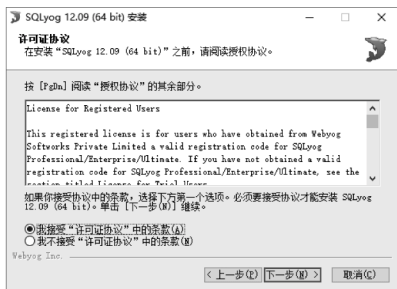 SQLyog 12.09 (64 bit) 安装
许可证协议
在安装“SQLyog 12.09 (64 bit)”之前，请阅读授权协议。
按 [PgDn] 阅读“授权协议”的其余部分。
License for Registered Users
This registered license is for users who have obtained from Webyog
Softworks Private Limited a valid registration code for SQLyog
Professional/Enterprise/Ultimate. If you have not obtained a valid
registration code for SQLyog Professional/Enterprise/Ultimate, see the
section titled License for Trial Users
如果你接受协议中的条款，选择下方第一个选项。必须要接受协议才能安装 SQLyog
12.09 (64 bit)。单击 [下一步(N)] 继续。
我接受“许可证协议”中的条款(A)
我不接受“许可证协议”中的条款(N)
Webyog Inc.
< 上一步(P) 下一步(N) > 取消(C)